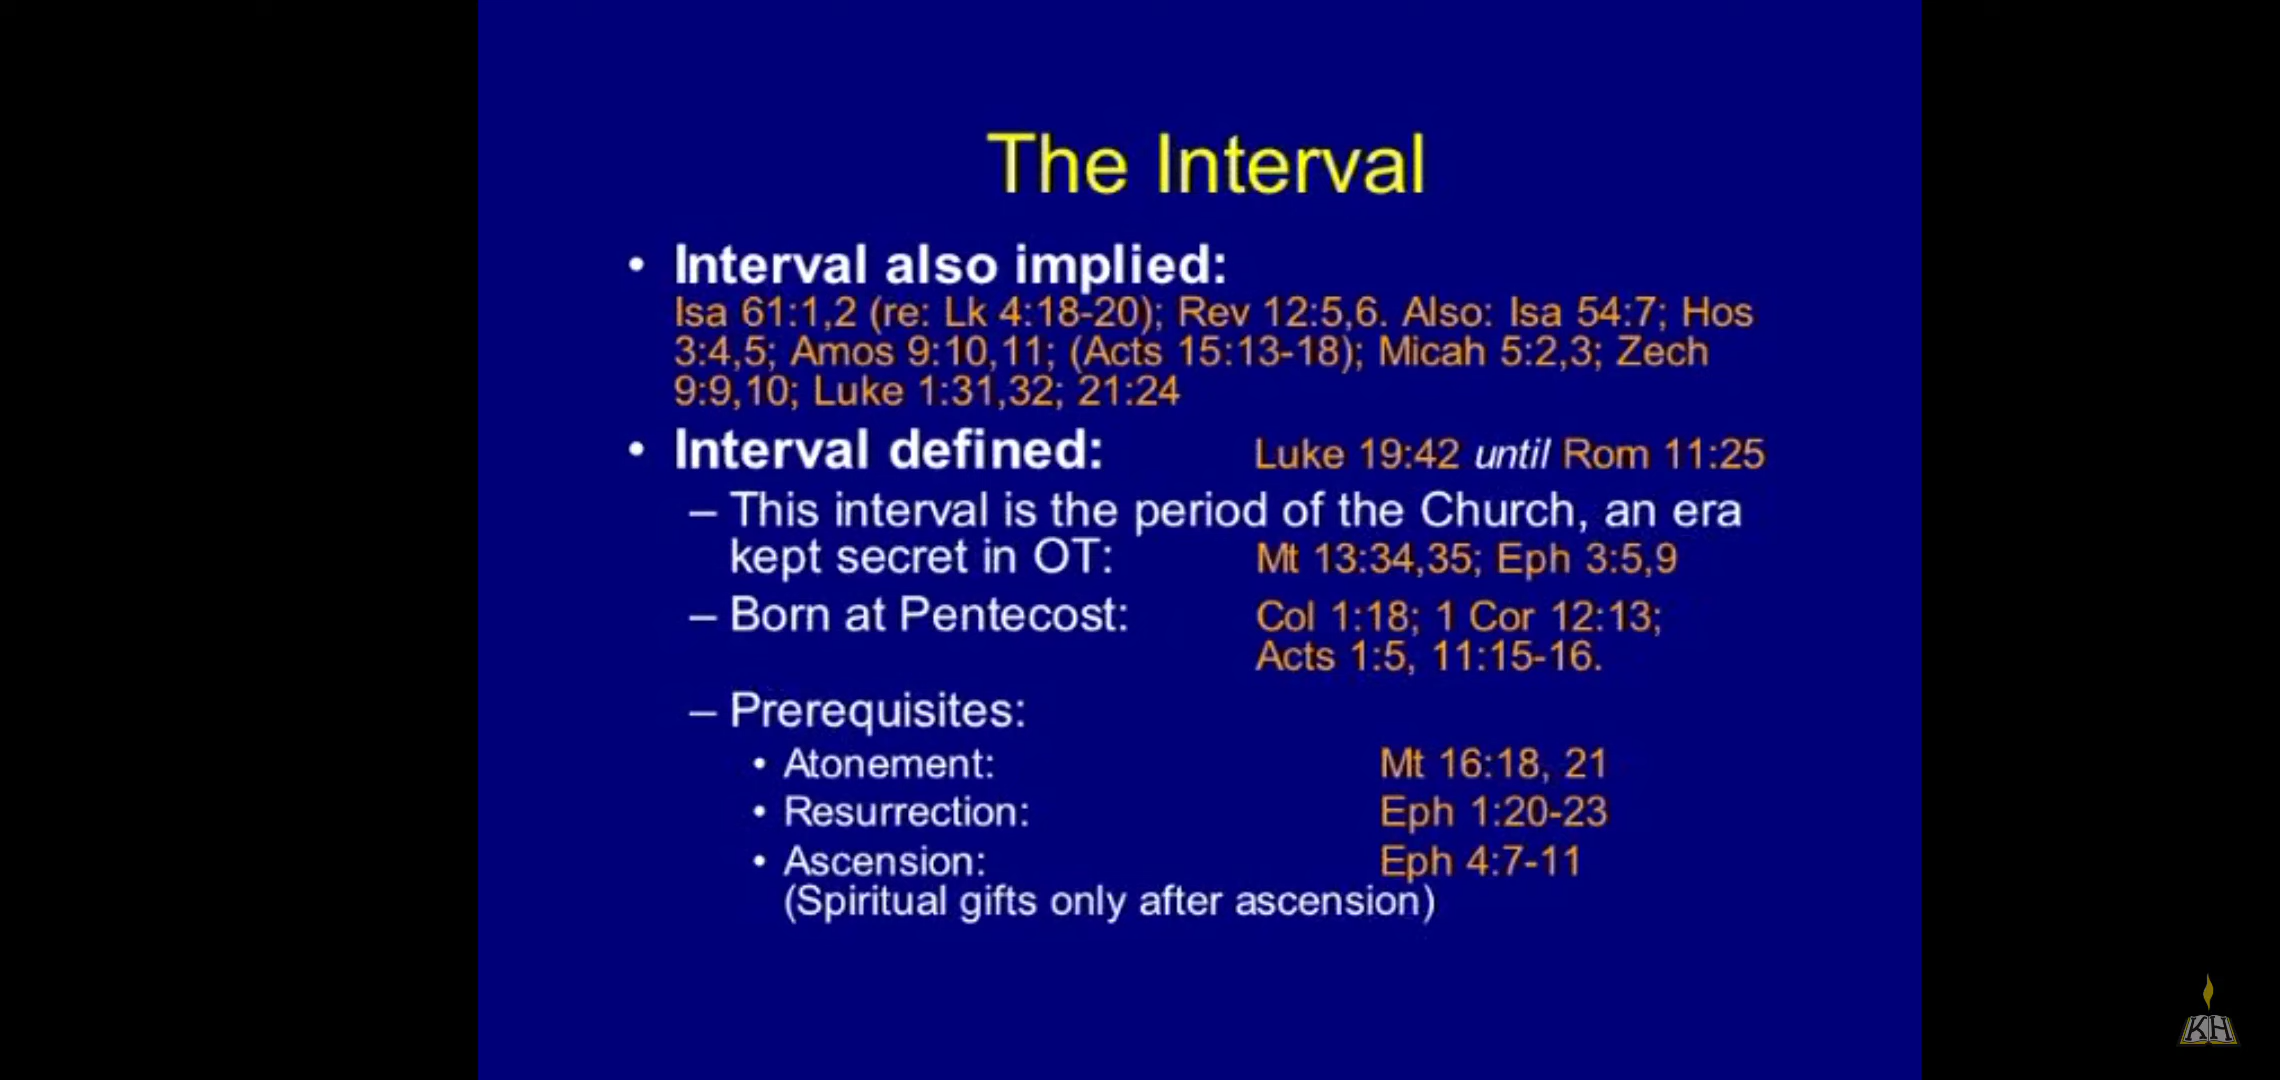 The Interval
• Interval also implied:
Isa 61:1,2 (re: Lk 4:18-20); Rev 12:5,6. Also: Isa 54:7; Hos
3:4,5; Amos 9:10,11; (Acts 15:13-18); Micah 5:2,3; Zech
9:9,10; Luke 1:31,32; 21:24
• Interval defined: Luke 19:42 until Rom 11:25
– This interval is the period of the Church, an era
kept secret in OT: Mt 13:34,35; Eph 3:5,9
– Born at Pentecost: Col 1:18; 1 Cor 12:13;
Acts 1:5, 11:15-16.
– Prerequisites:
• Atonement: Mt 16:18, 21
• Resurrection: Eph 1:20-23
• Ascension: Eph 4:7-11
(Spiritual gifts only after ascension)
KH